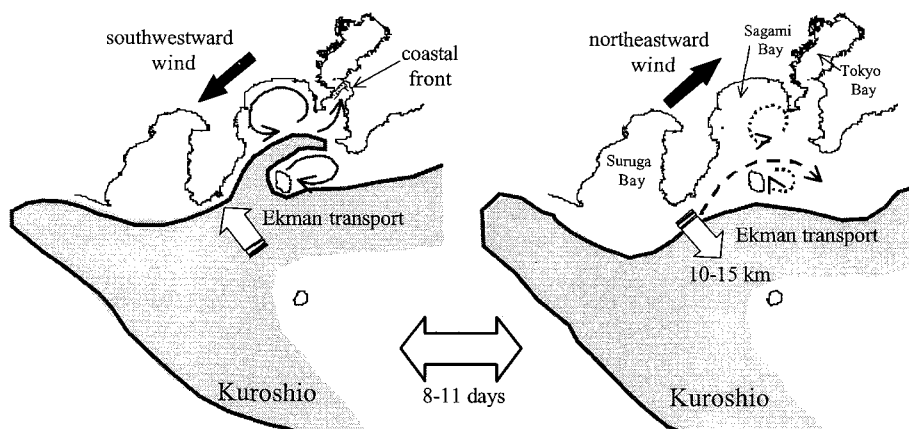 southwestward
wind
coastal
front
Ekman transport
Kuroshio
8-11 days
northeastward
wind
Sagami
Bay
Tokyo
Bay
Suruga
Bay
Ekman transport
10-15 km
Kuroshio